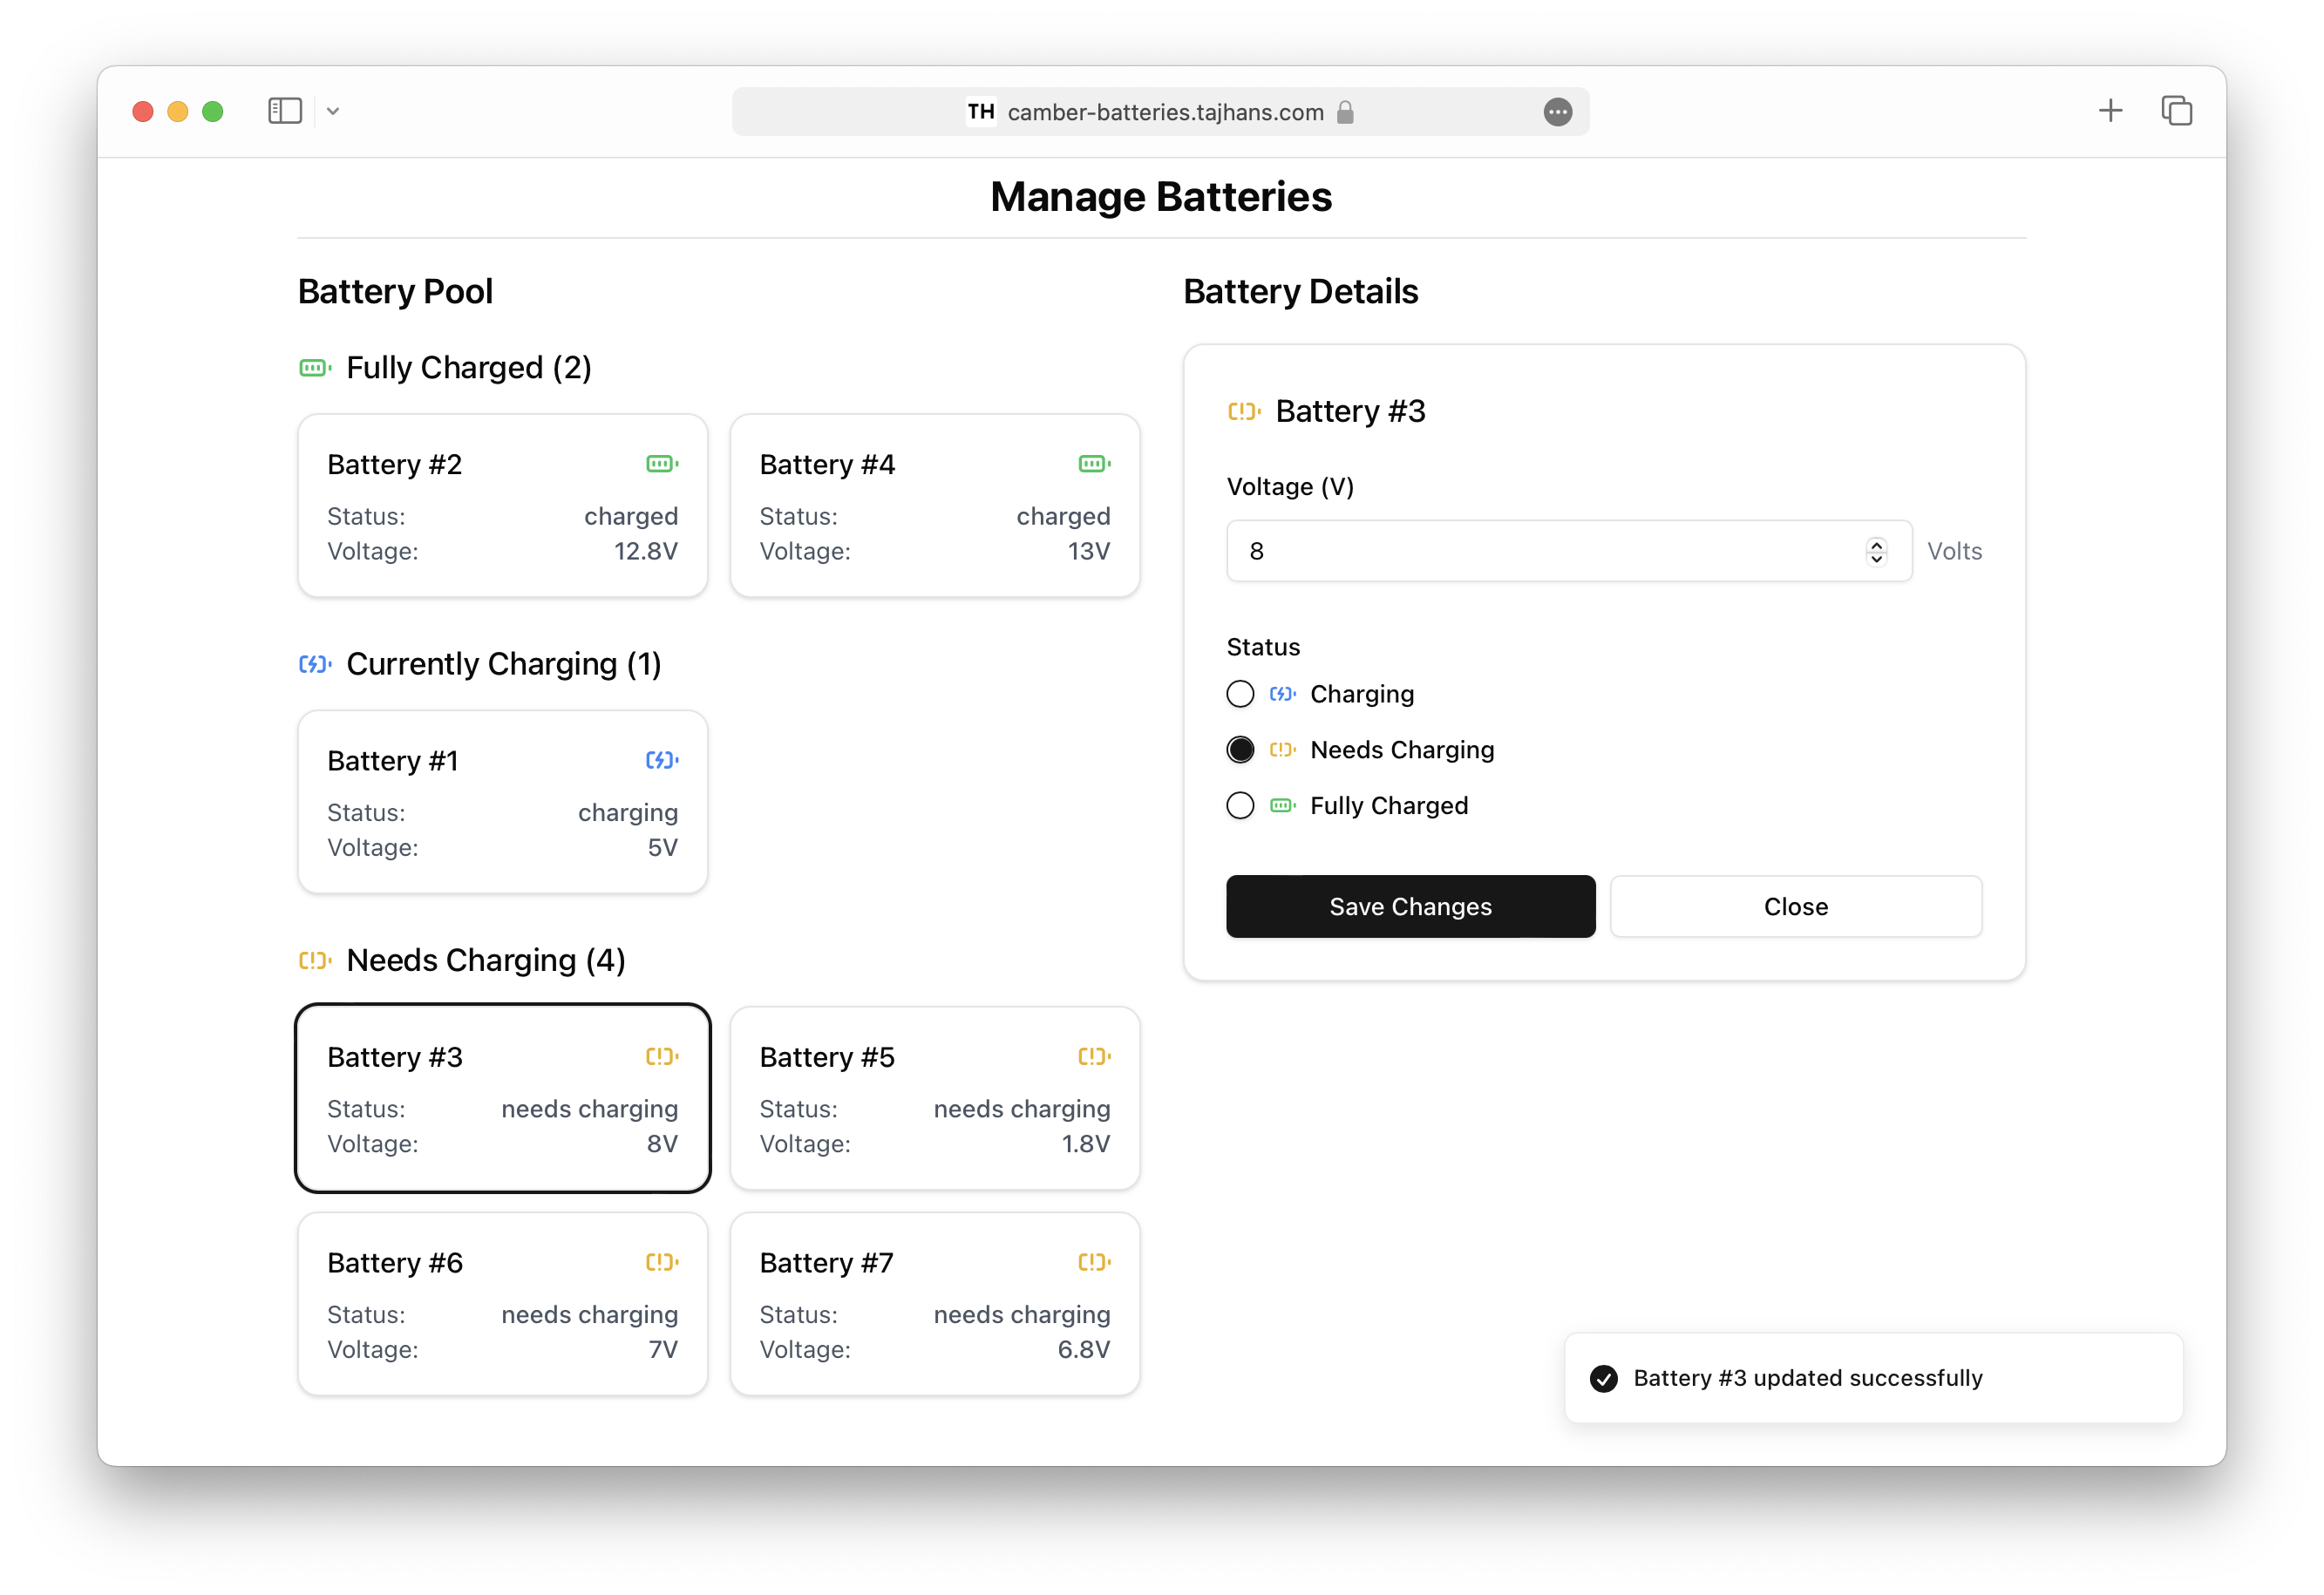 TH camber-batteries.tajhans.com
Manage Batteries
Battery Pool
Fully Charged (2)
Battery #2
Status: charged
Voltage: 12.8V
Battery #4
Status: charged
Voltage: 13V
Currently Charging (1)
Battery #1
Status: charging
Voltage: 5V
Needs Charging (4)
Battery #3
Status: needs charging
Voltage: 8V
Battery #5
Status: needs charging
Voltage: 1.8V
Battery #6
Status: needs charging
Voltage: 7V
Battery #7
Status: needs charging
Voltage: 6.8V
Battery Details
Battery #3
Voltage (V)
8 Volts
Status
Charging
Needs Charging
Fully Charged
Save Changes
Close
Battery #3 updated successfully